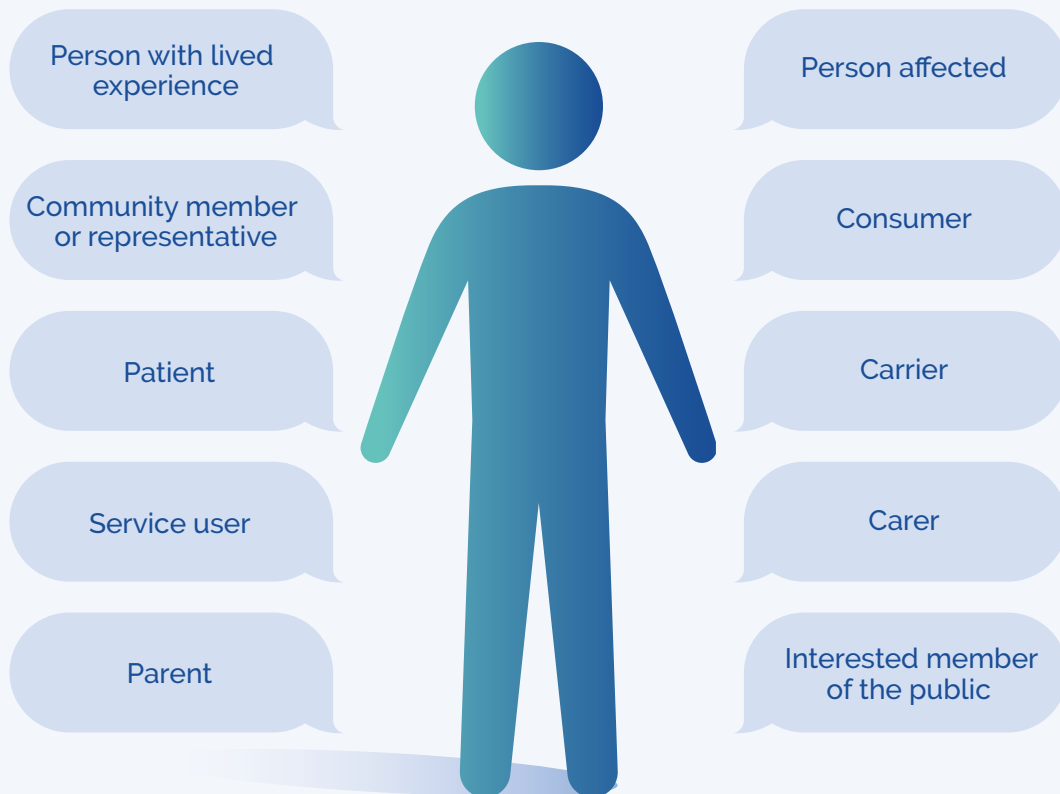 Person with lived
experience
Community member
or representative
Patient
Service user
Parent
Person affected
Consumer
Carrier
Carer
Interested member
of the public